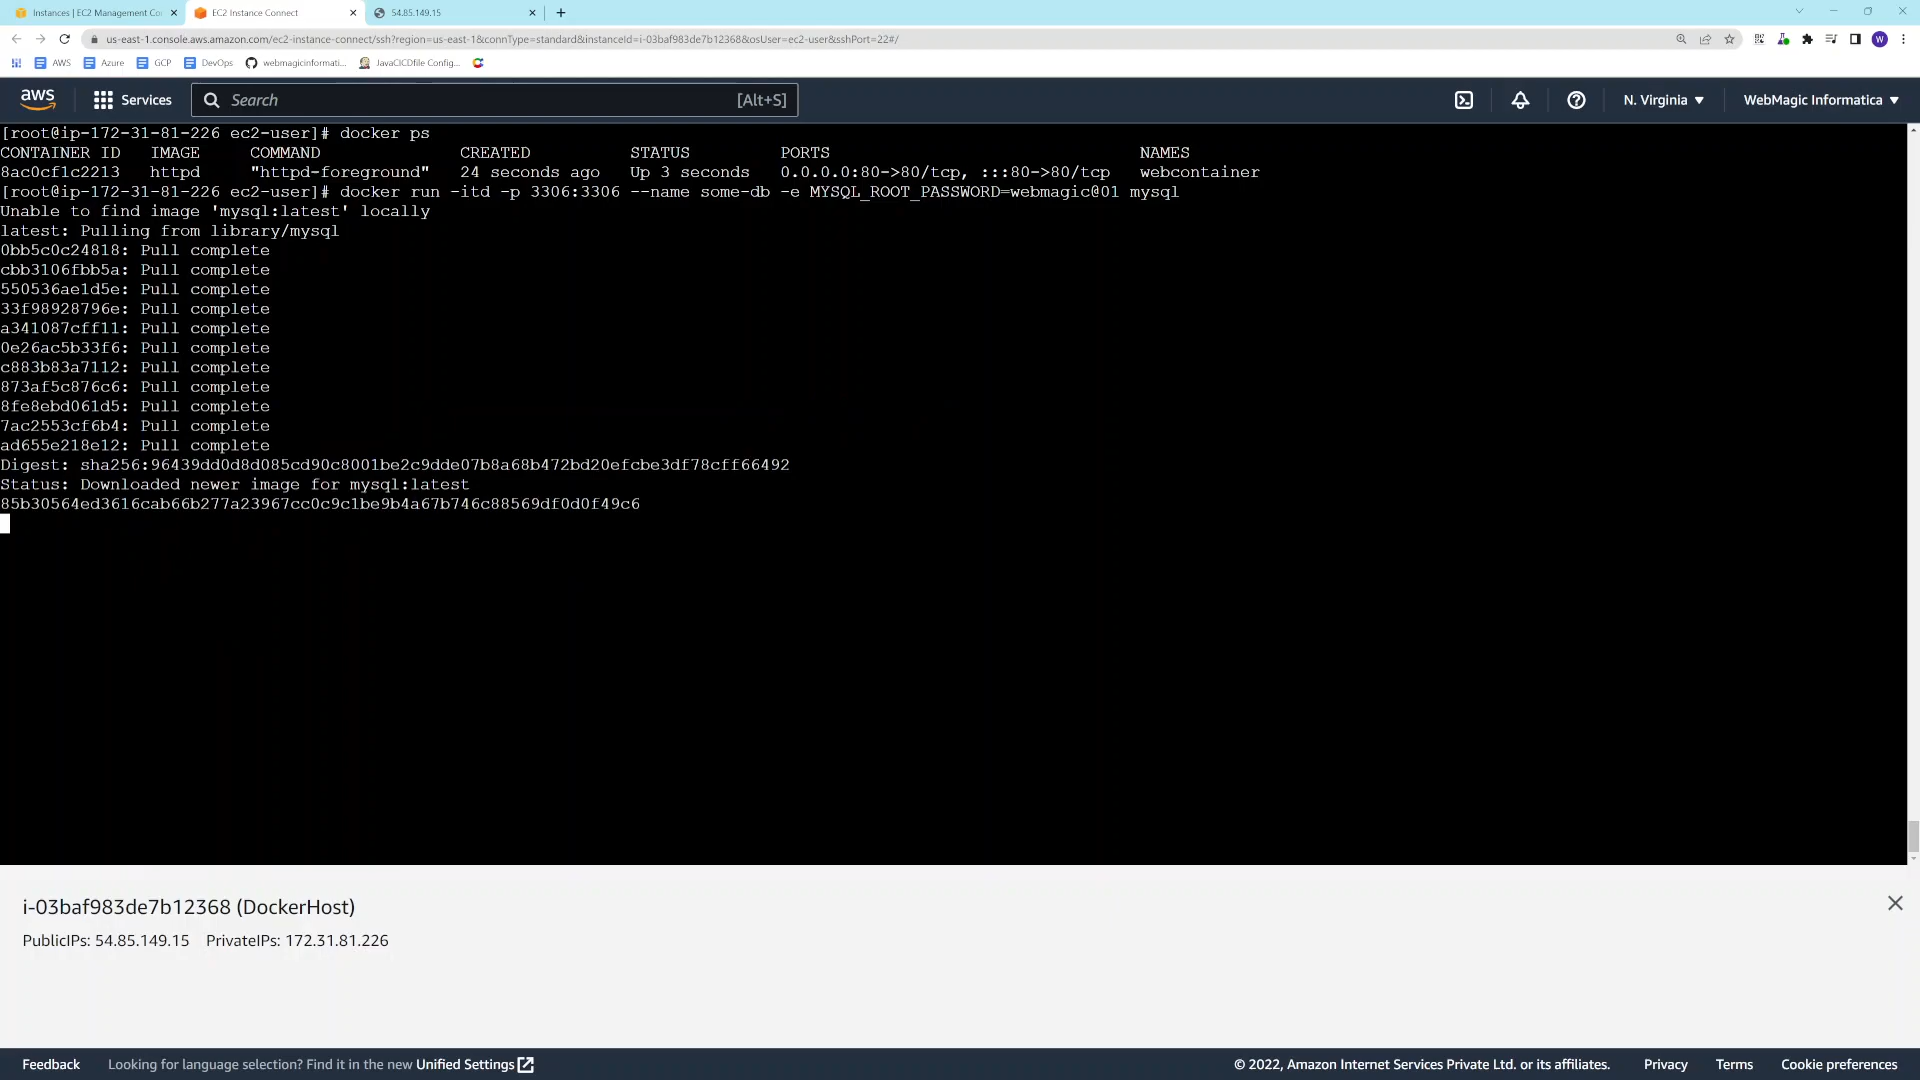 Instances | EC2 Management Co
EC2 Instance Connect
54.85.149.15
us-east-1.console.aws.amazon.com/ec2-instance-connect/ssh?region=us-east-1&connType=standard&instanceId=i-03baf983de7b12368&osUser=ec2-user&sshPort=22#/
W
AWS
Azure
GCP
DevOps
webmagicinformati...
JavaCICDfile Config...
aws
Services
Search
[Alt+S]
N. Virginia
WebMagic Informatica
[root@ip-172-31-81-226 ec2-user]# docker ps
CONTAINER ID   IMAGE     COMMAND              CREATED          STATUS         PORTS                               NAMES
8ac0cf1c2213   httpd     "httpd-foreground"   24 seconds ago   Up 3 seconds   0.0.0.0:80->80/tcp, :::80->80/tcp   webcontainer
[root@ip-172-31-81-226 ec2-user]# docker run -itd -p 3306:3306 --name some-db -e MYSQL_ROOT_PASSWORD=webmagic@01 mysql
Unable to find image 'mysql:latest' locally
latest: Pulling from library/mysql
0bb5c0c24818: Pull complete
cbb3106fbb5a: Pull complete
550536ae1d5e: Pull complete
33f98928796e: Pull complete
a341087cff11: Pull complete
0e26ac5b33f6: Pull complete
c883b83a7112: Pull complete
873af5c876c6: Pull complete
8fe8ebd061d5: Pull complete
7ac2553cf6b4: Pull complete
ad655e218e12: Pull complete
Digest: sha256:96439dd0d8d085cd90c8001be2c9dde07b8a68b472bd20efcbe3df78cff66492
Status: Downloaded newer image for mysql:latest
85b30564ed3616cab66b277a23967cc0c9c1be9b4a67b746c88569df0d0f49c6
i-03baf983de7b12368 (DockerHost)
PublicIPs: 54.85.149.15   PrivateIPs: 172.31.81.226
Feedback
Looking for language selection? Find it in the new Unified Settings
© 2022, Amazon Internet Services Private Ltd. or its affiliates.
Privacy
Terms
Cookie preferences